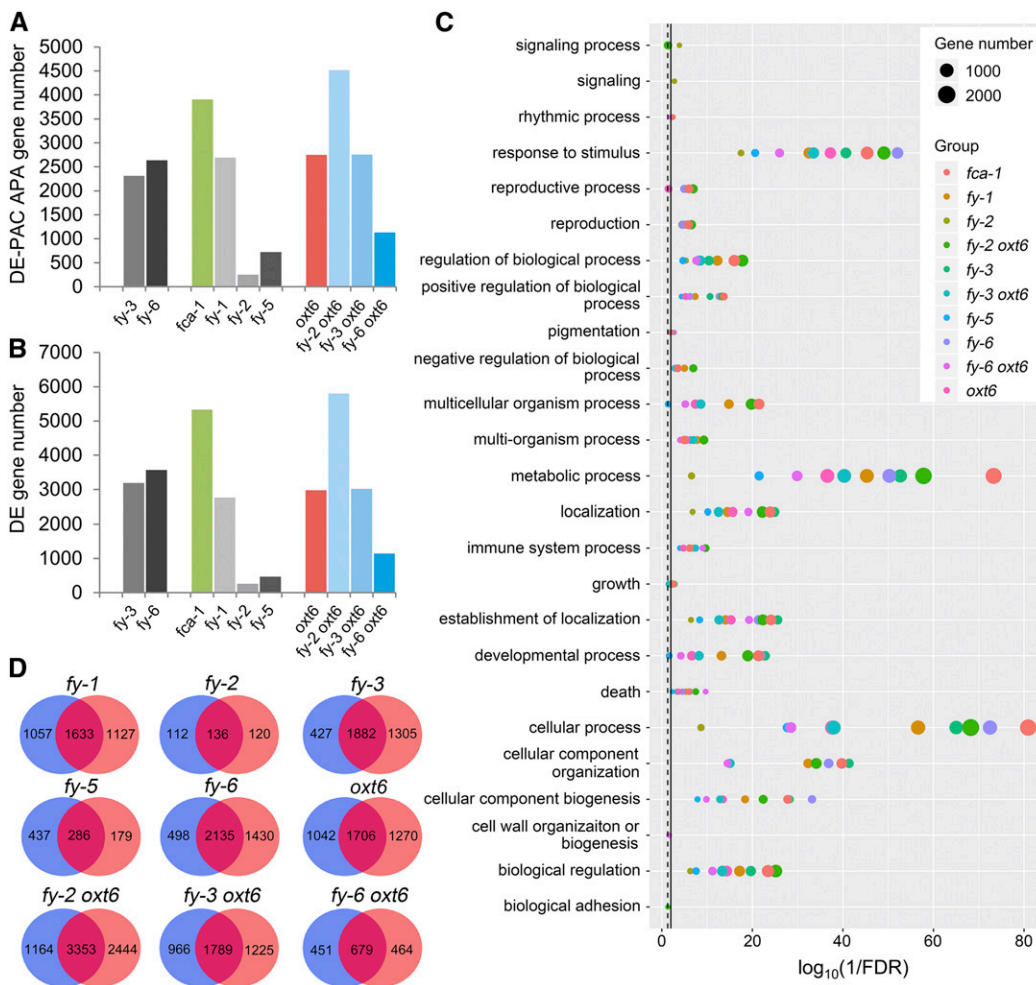 A
DE-PAC APA gene number
5000
4500
4000
3500
3000
2500
2000
1500
1000
500
0
fy-3
fy-6
fca-1
fy-1
fy-2
fy-5
oxt6
fy-2 oxt6
fy-3 oxt6
fy-6 oxt6
B
DE gene number
7000
6000
5000
4000
3000
2000
1000
0
fy-3
fy-6
fca-1
fy-1
fy-2
fy-5
oxt6
fy-2 oxt6
fy-3 oxt6
fy-6 oxt6
D
fy-1
1057 1633 1127
fy-2
112 136 120
fy-3
427 1882 1305
fy-5
437 286 179
fy-6
498 2135 1430
oxt6
1042 1706 1270
fy-2 oxt6
1164 3353 2444
fy-3 oxt6
966 1789 1225
fy-6 oxt6
451 679 464
C
signaling process
signaling
rhythmic process
response to stimulus
reproductive process
reproduction
regulation of biological process
positive regulation of biological
process
pigmentation
negative regulation of biological
process
multicellular organism process
multi-organism process
metabolic process
localization
immune system process
growth
establishment of localization
developmental process
death
cellular process
cellular component
organization
cellular component biogenesis
cell wall organizaiton or
biogenesis
biological regulation
biological adhesion
0 20 40 60 80
log10(1/FDR)
Gene number
1000
2000
Group
fca-1
fy-1
fy-2
fy-2 oxt6
fy-3
fy-3 oxt6
fy-5
fy-6
fy-6 oxt6
oxt6